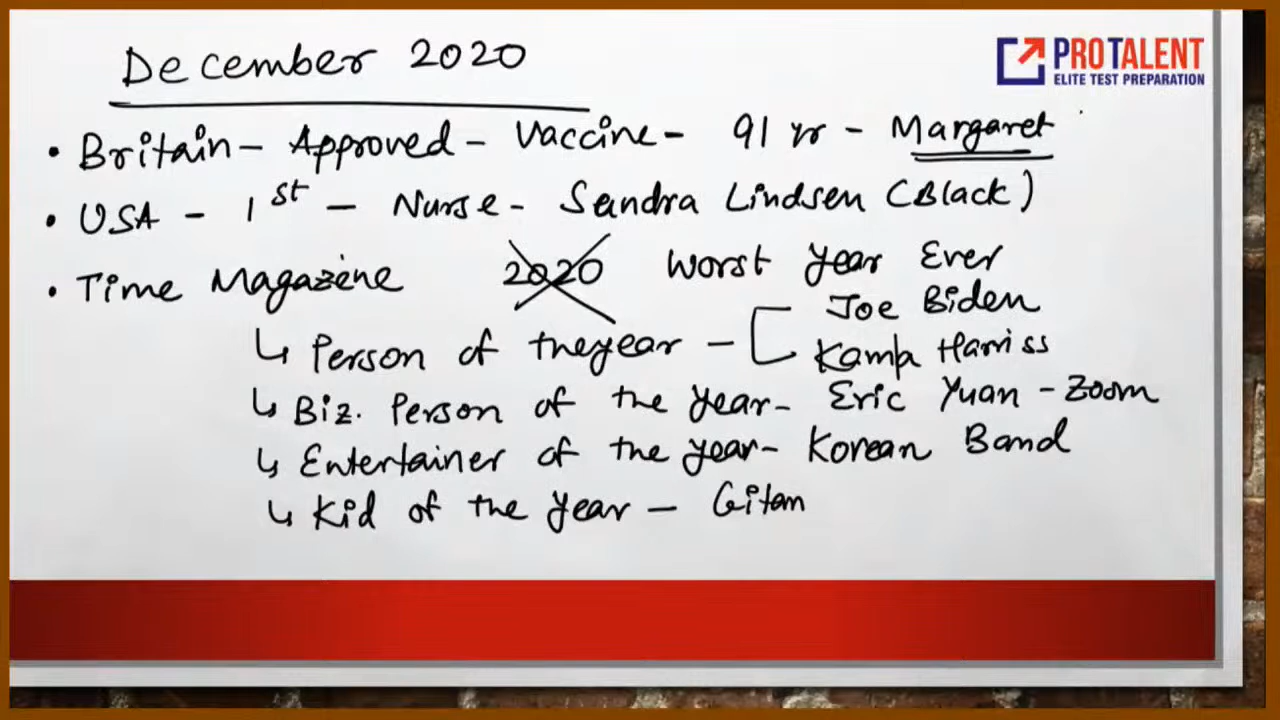 December 2020
PROTALENT
ELITE TEST PREPARATION
• Britain - Approved - Vaccine - 91 yr - Margaret
• USA - 1st - Nurse - Sandra Lindsen (Black)
• Time Magazine 2020 Worst Year Ever
↳ Person of the year - [ Joe Biden
Kamla Harriss
↳ Biz. Person of the year - Eric Yuan - Zoom
↳ Entertainer of the year - Korean Band
↳ Kid of the year - Gitan